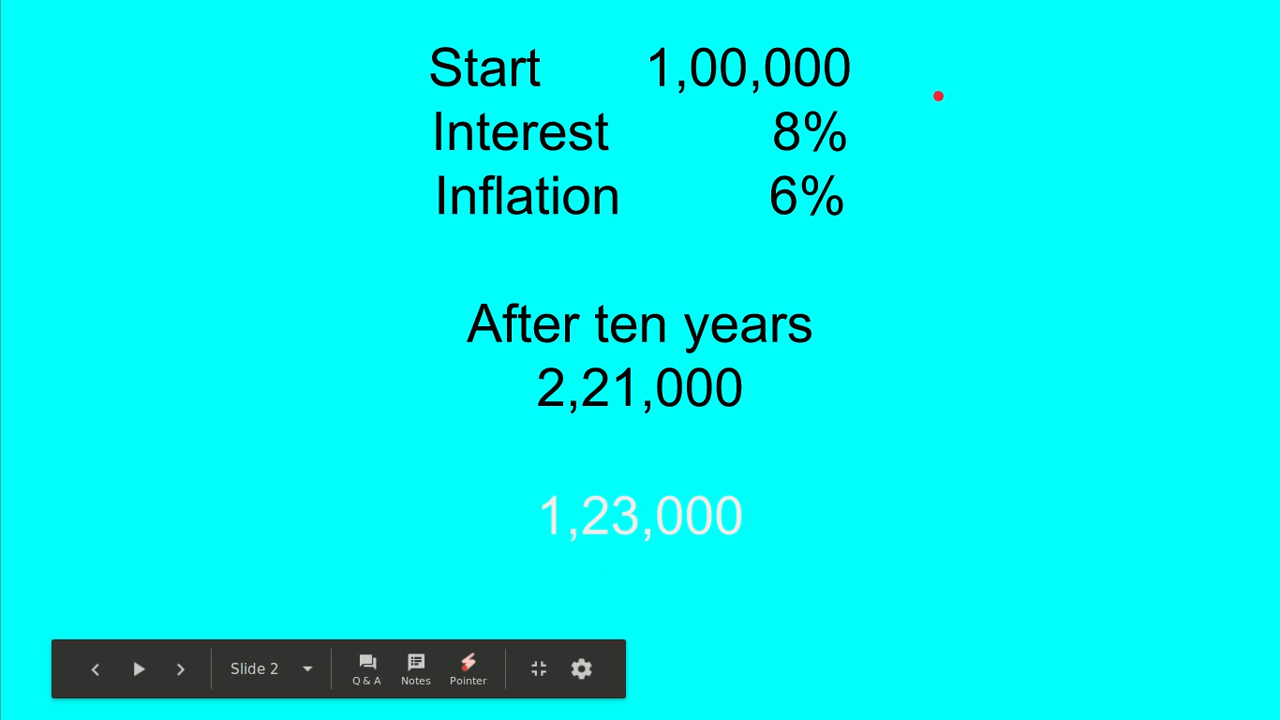 Start 1,00,000
Interest 8%
Inflation 6%
After ten years
2,21,000
1,23,000
Slide 2
Q & A Notes Pointer